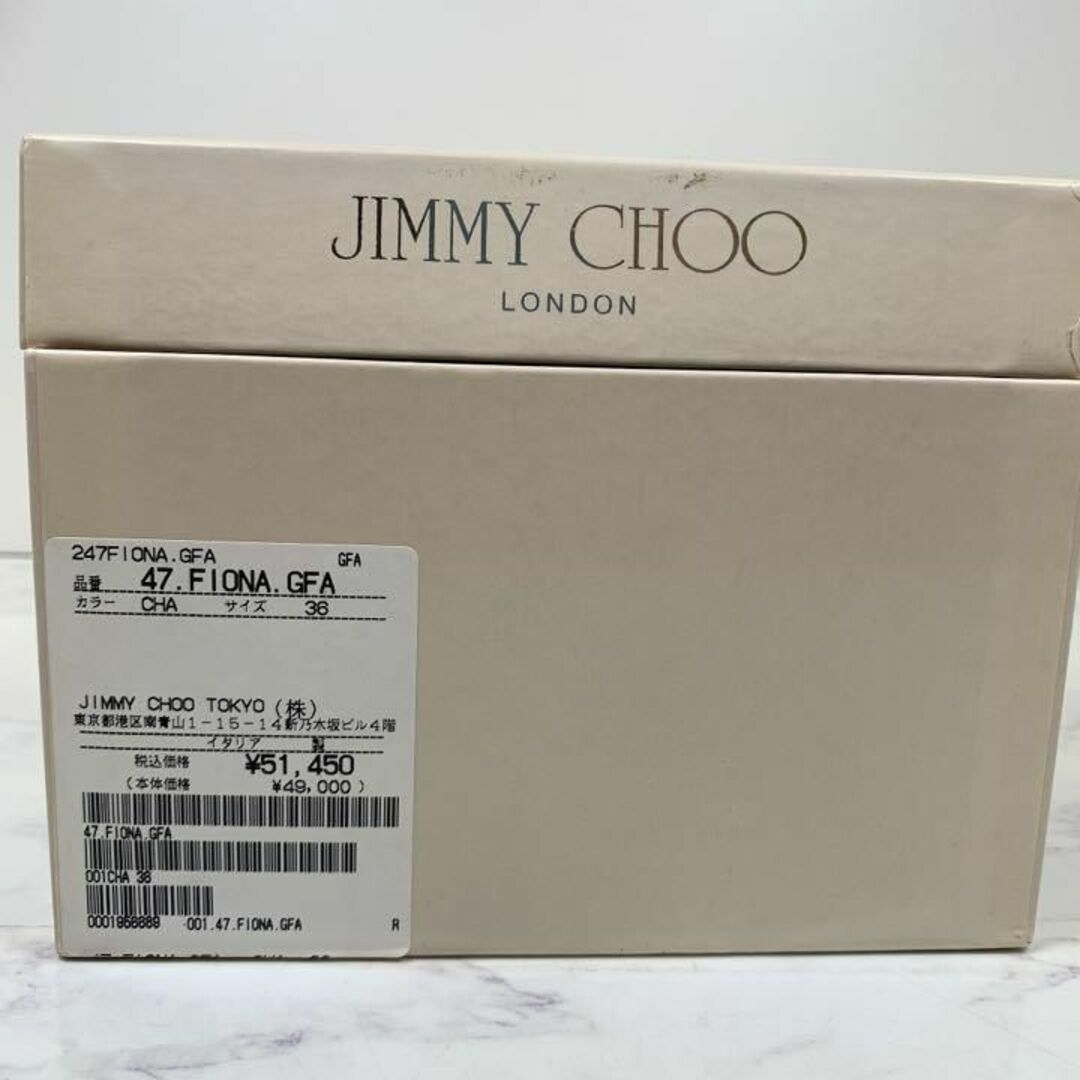 JIMMY CHOO
LONDON
247FIONA.GFA GFA
品番 47.FIONA.GFA
カラー CHA サイズ 36
JIMMY CHOO TOKYO(株)
東京都港区南青山1-15-14新乃木坂ビル4階
イタリア 製
税込価格 ¥51,450
(本体価格 ¥49,000)
47.FIONA.GFA
001CHA 36
0001956889 001.47.FIONA.GFA R